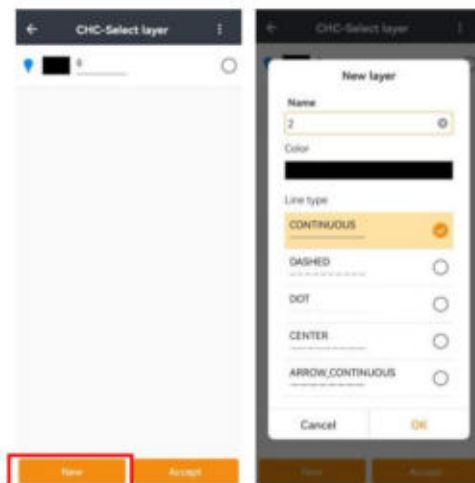 CHC-Select layer
0
New
Accept
CHC-Select layer
New layer
Name
2
Color
Line type
CONTINUOUS
DASHED
DOT
CENTER
ARROW_CONTINUOUS
Cancel
OK
New
Accept